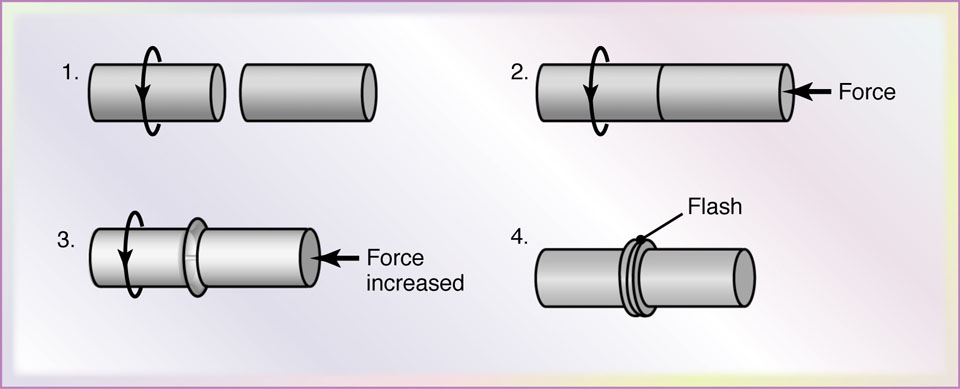 1.
2.
Force
3.
Force
increased
4.
Flash